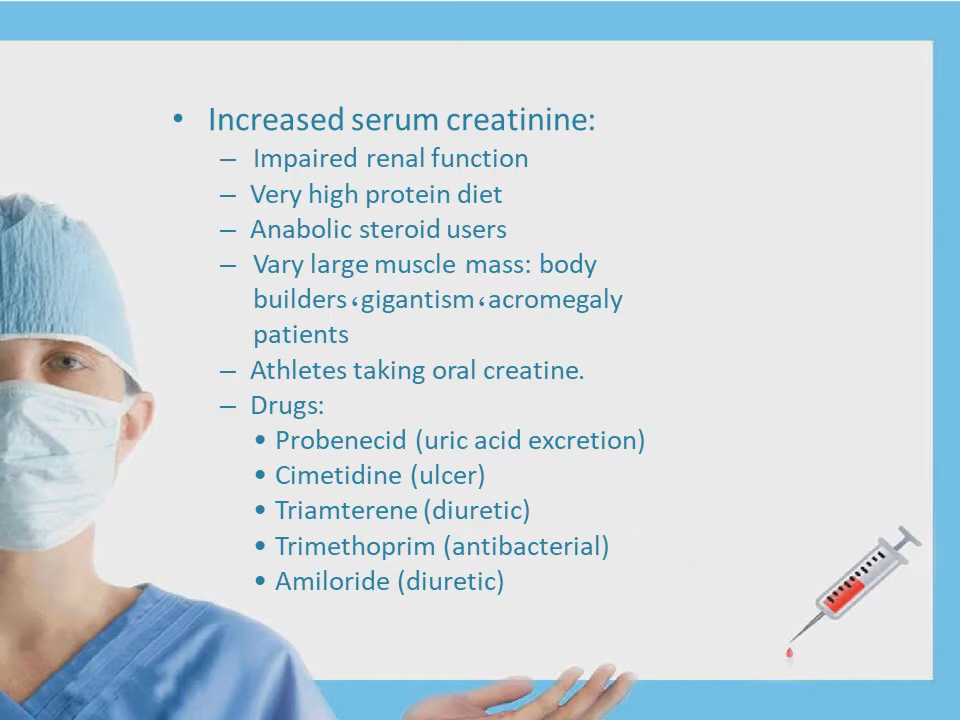 • Increased serum creatinine:
– Impaired renal function
– Very high protein diet
– Anabolic steroid users
– Vary large muscle mass: body
builders، gigantism، acromegaly
patients
– Athletes taking oral creatine.
– Drugs:
• Probenecid (uric acid excretion)
• Cimetidine (ulcer)
• Triamterene (diuretic)
• Trimethoprim (antibacterial)
• Amiloride (diuretic)